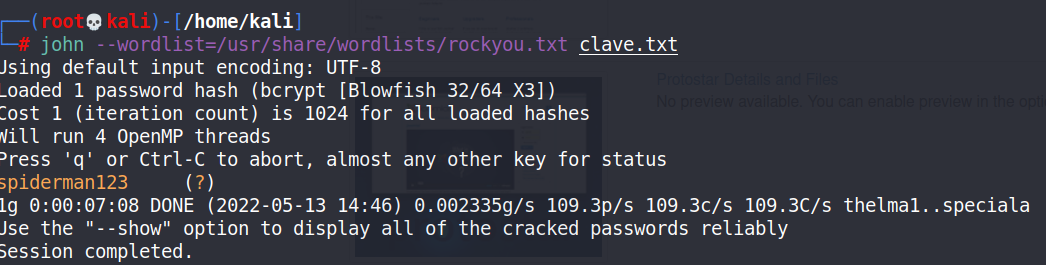 ┌──(root💀kali)-[/home/kali]
└─# john --wordlist=/usr/share/wordlists/rockyou.txt clave.txt
Using default input encoding: UTF-8
Loaded 1 password hash (bcrypt [Blowfish 32/64 X3])
Cost 1 (iteration count) is 1024 for all loaded hashes
Will run 4 OpenMP threads
Press 'q' or Ctrl-C to abort, almost any other key for status
spiderman123     (?)
1g 0:00:07:08 DONE (2022-05-13 14:46) 0.002335g/s 109.3p/s 109.3c/s 109.3C/s thelma1..speciala
Use the "--show" option to display all of the cracked passwords reliably
Session completed.
Protostar Details and Files
No preview available. You can enable preview in the opti